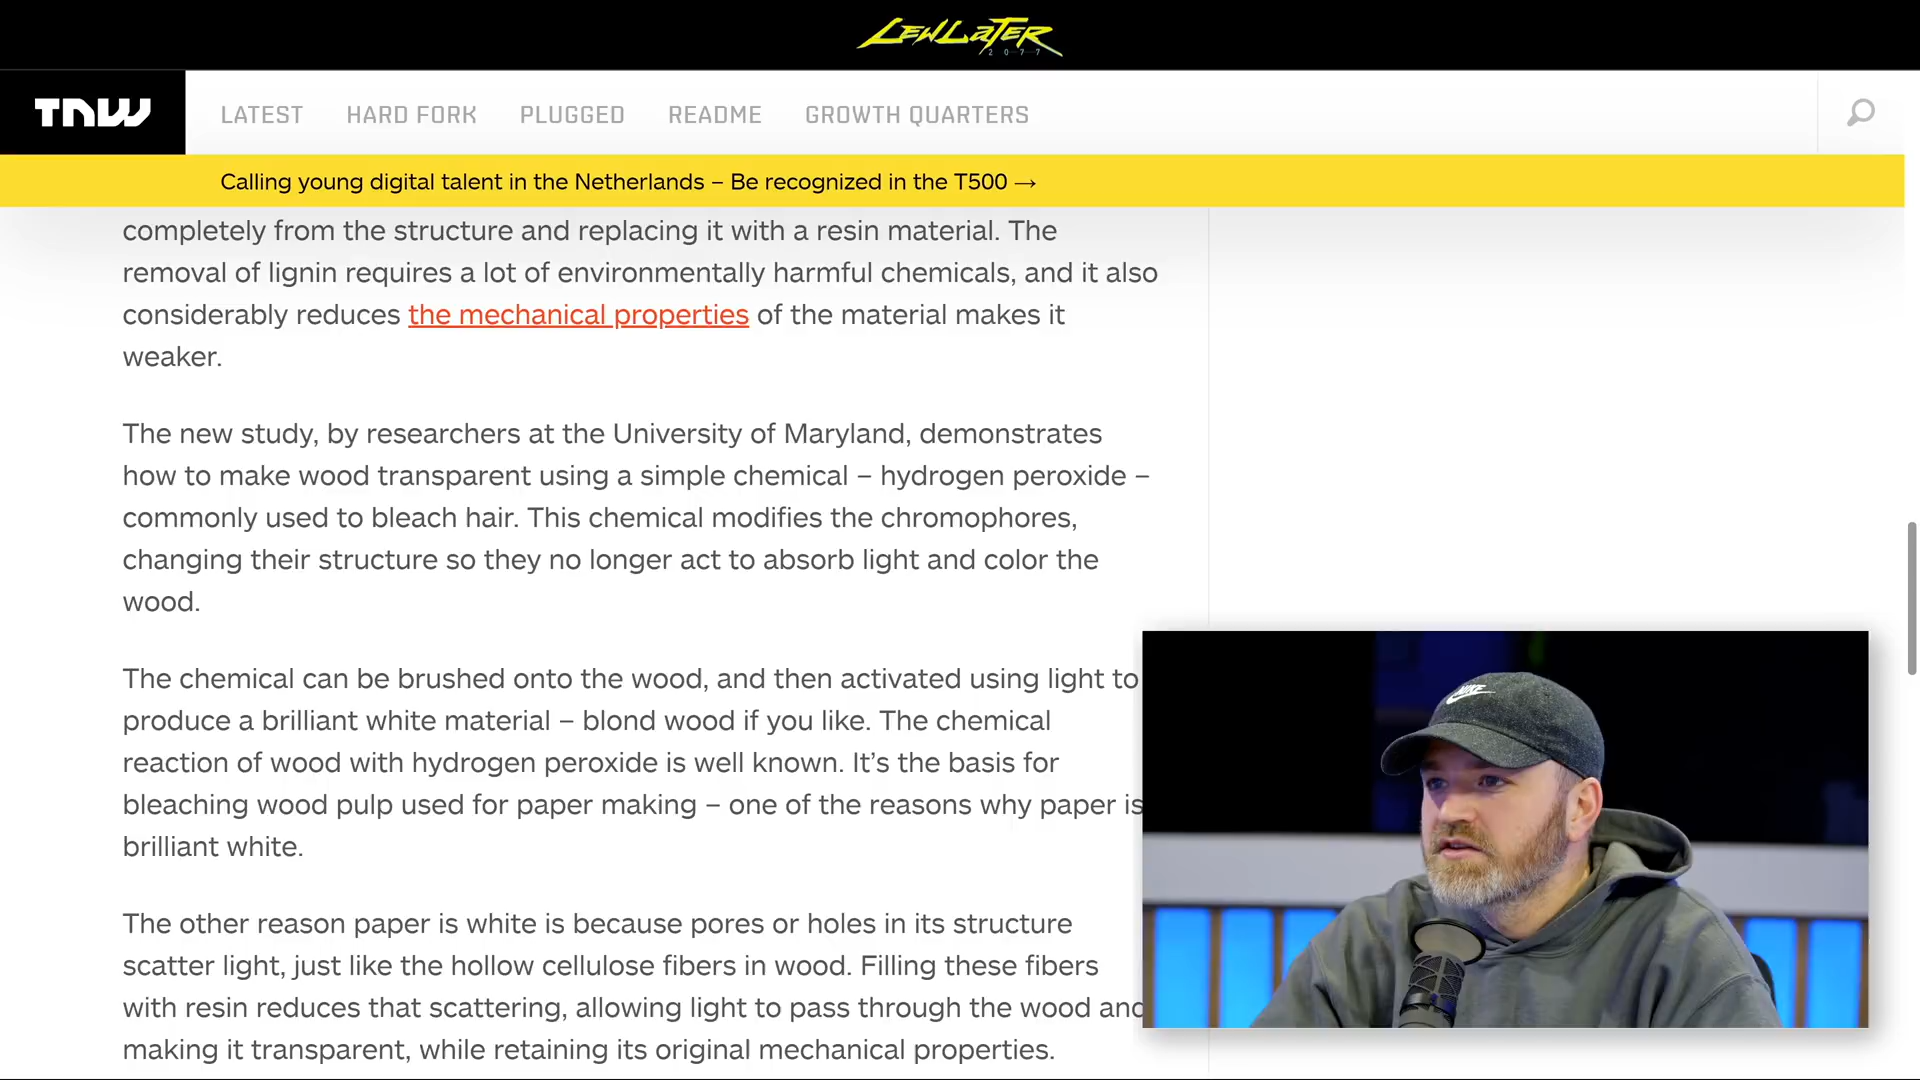 LEWLATER
2077
TNW
LATEST HARD FORK PLUGGED README GROWTH QUARTERS
Calling young digital talent in the Netherlands – Be recognized in the T500 →
completely from the structure and replacing it with a resin material. The
removal of lignin requires a lot of environmentally harmful chemicals, and it also
considerably reduces the mechanical properties of the material makes it
weaker.
The new study, by researchers at the University of Maryland, demonstrates
how to make wood transparent using a simple chemical – hydrogen peroxide –
commonly used to bleach hair. This chemical modifies the chromophores,
changing their structure so they no longer act to absorb light and color the
wood.
The chemical can be brushed onto the wood, and then activated using light to
produce a brilliant white material – blond wood if you like. The chemical
reaction of wood with hydrogen peroxide is well known. It’s the basis for
bleaching wood pulp used for paper making – one of the reasons why paper is
brilliant white.
The other reason paper is white is because pores or holes in its structure
scatter light, just like the hollow cellulose fibers in wood. Filling these fibers
with resin reduces that scattering, allowing light to pass through the wood and
making it transparent, while retaining its original mechanical properties.
NIKE